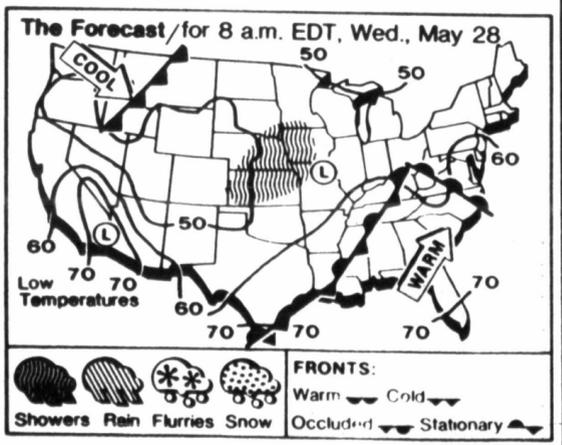 The Forecast/for 8 a.m. EDT, Wed., May 28
COOL
50
50
60
L
L
50
60
70
70
60
WARM
70
70
70
70
Low
Temperatures
Showers Rain Flurries Snow
FRONTS:
Warm Cold
Occluded Stationary